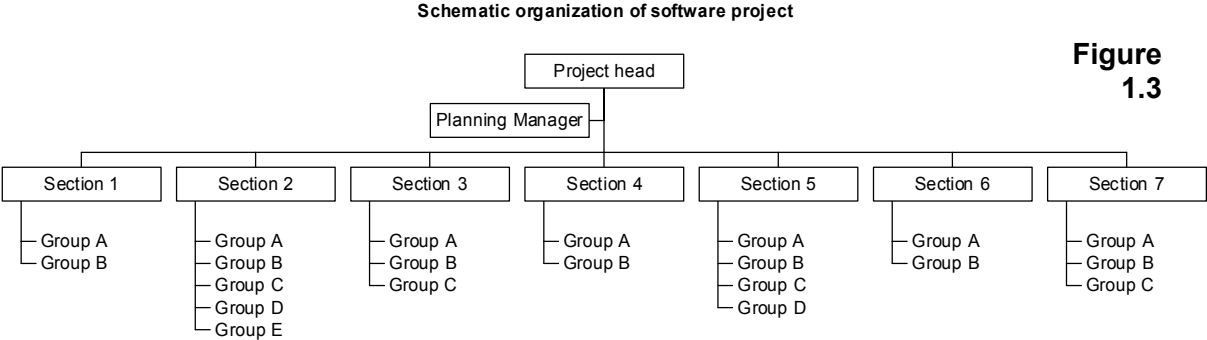 Schematic organization of software project
Figure
1.3
Project head
Planning Manager
Section 1
Section 2
Section 3
Section 4
Section 5
Section 6
Section 7
Group A
Group B
Group A
Group B
Group C
Group D
Group E
Group A
Group B
Group C
Group A
Group B
Group A
Group B
Group C
Group D
Group A
Group B
Group A
Group B
Group C